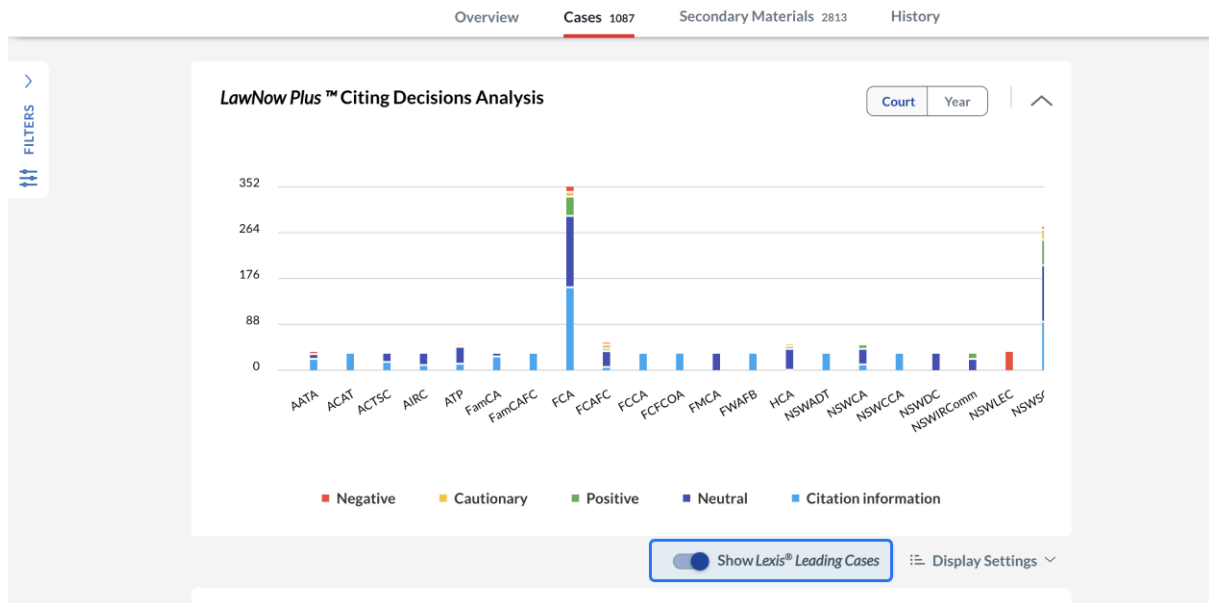 Overview Cases 1087 Secondary Materials 2813 History
FILTERS
LawNow Plus ™ Citing Decisions Analysis
Court Year
352
264
176
88
0
AATA ACAT ACTSC AIRC ATP FamCA FamCAFC FCA FCAFC FCCA FCFCOA FMCA FWAFB HCA NSWADT NSWCA NSWCCA NSWDC NSWIRComm NSWLEC
Negative Cautionary Positive Neutral Citation information
Show Lexis® Leading Cases Display Settings